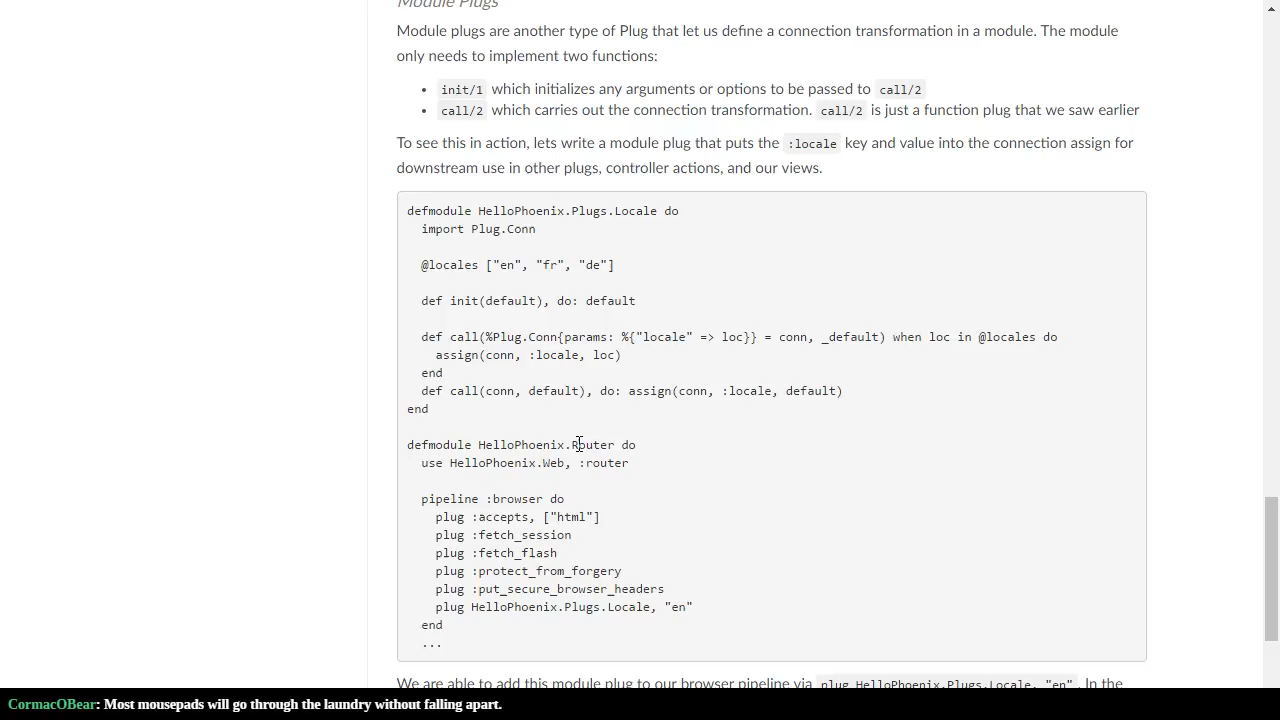 Module Plugs
Module plugs are another type of Plug that let us define a connection transformation in a module. The module
only needs to implement two functions:
• init/1 which initializes any arguments or options to be passed to call/2
• call/2 which carries out the connection transformation. call/2 is just a function plug that we saw earlier
To see this in action, lets write a module plug that puts the :locale key and value into the connection assign for
downstream use in other plugs, controller actions, and our views.
defmodule HelloPhoenix.Plugs.Locale do
  import Plug.Conn
  @locales ["en", "fr", "de"]
  def init(default), do: default
  def call(%Plug.Conn{params: %{"locale" => loc}} = conn, _default) when loc in @locales do
    assign(conn, :locale, loc)
  end
  def call(conn, default), do: assign(conn, :locale, default)
end
defmodule HelloPhoenix.Router do
  use HelloPhoenix.Web, :router
  pipeline :browser do
    plug :accepts, ["html"]
    plug :fetch_session
    plug :fetch_flash
    plug :protect_from_forgery
    plug :put_secure_browser_headers
    plug HelloPhoenix.Plugs.Locale, "en"
  end
  ...
We are able to add this module plug to our browser pipeline via plug HelloPhoenix.Plugs.Locale, "en". In the
CormacOBear: Most mousepads will go through the laundry without falling apart.